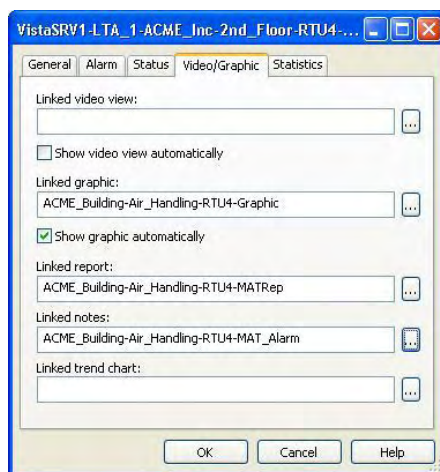 VistaSRV1-LTA_1-ACME_Inc-2nd_Floor-RTU4-...
General Alarm Status Video/Graphic Statistics
Linked video view:
...
Show video view automatically
Linked graphic:
ACME_Building-Air_Handling-RTU4-Graphic ...
Show graphic automatically
Linked report:
ACME_Building-Air_Handling-RTU4-MATRep ...
Linked notes:
ACME_Building-Air_Handling-RTU4-MAT_Alarm ...
Linked trend chart:
...
OK Cancel Help